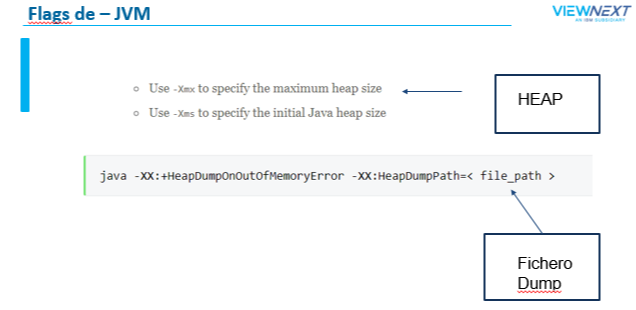 Flags de – JVM
VIEWNEXT
AN IBM SUBSIDIARY
Use -Xmx to specify the maximum heap size
HEAP
Use -Xms to specify the initial Java heap size
java -XX:+HeapDumpOnOutOfMemoryError -XX:HeapDumpPath=< file_path >
Fichero
Dump